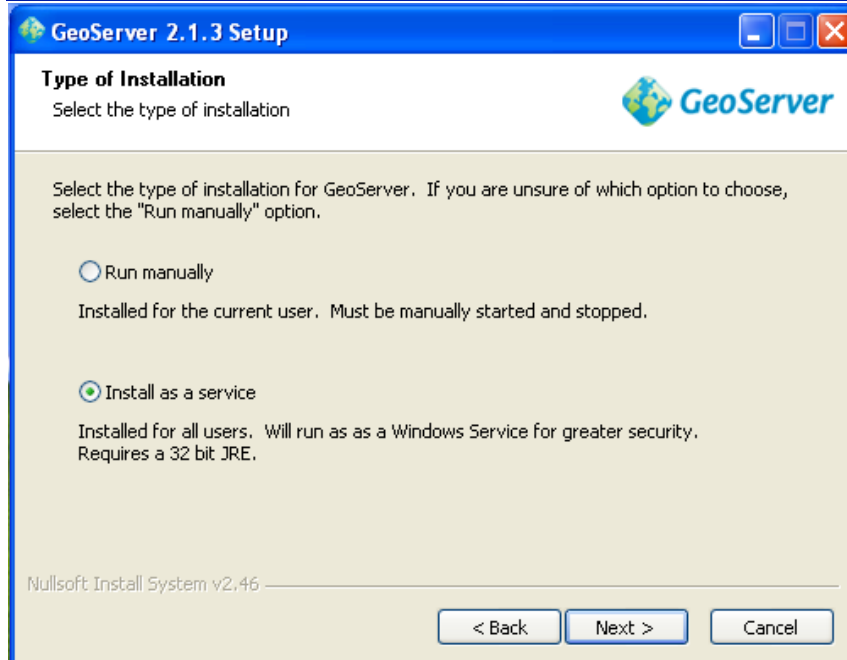 GeoServer 2.1.3 Setup
Type of Installation
Select the type of installation
GeoServer
Select the type of installation for GeoServer. If you are unsure of which option to choose,
select the "Run manually" option.
Run manually
Installed for the current user. Must be manually started and stopped.
Install as a service
Installed for all users. Will run as as a Windows Service for greater security.
Requires a 32 bit JRE.
Nullsoft Install System v2.46
< Back Next > Cancel